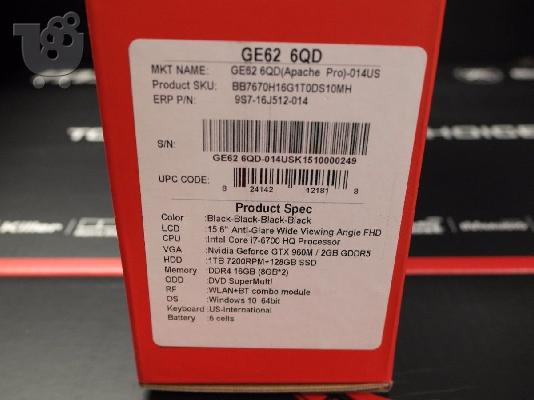 GE62 6QD
MKT NAME: GE62 6QD(Apache Pro)-014US
Product SKU: BB7670H16G1T0DS10MH
ERP P/N: 9S7-16J512-014
S/N:
GE62 6QD-014USK1510000249
UPC CODE:
8 24142 12181 8
Product Spec
Color :Black-Black-Black-Black
LCD :15.6" Anti-Glare Wide Viewing Angle FHD
CPU :Intel Core i7-6700 HQ Processor
VGA :Nvidia Geforce GTX 960M / 2GB GDDR5
HDD :1TB 7200RPM+128GB SSD
Memory :DDR4 16GB (8GB*2)
ODD :DVD SuperMulti
RF :WLAN+BT combo module
OS :Windows 10 64bit
Keyboard :US-International
Battery :6 cells
Killer